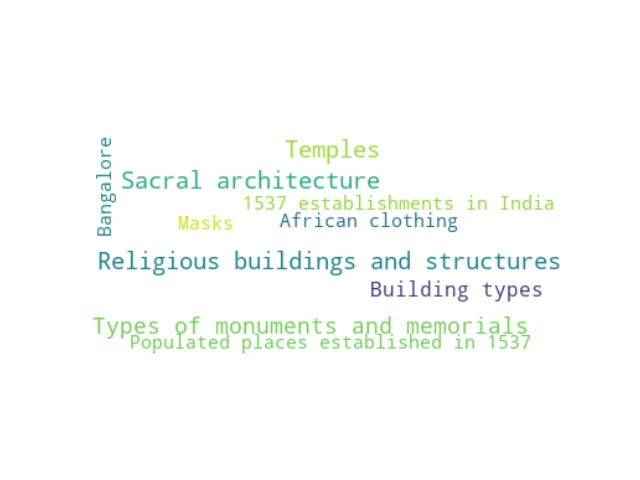 Temples
Bangalore
Sacral architecture
1537 establishments in India
Masks
African clothing
Religious buildings and structures
Building types
Types of monuments and memorials
Populated places established in 1537